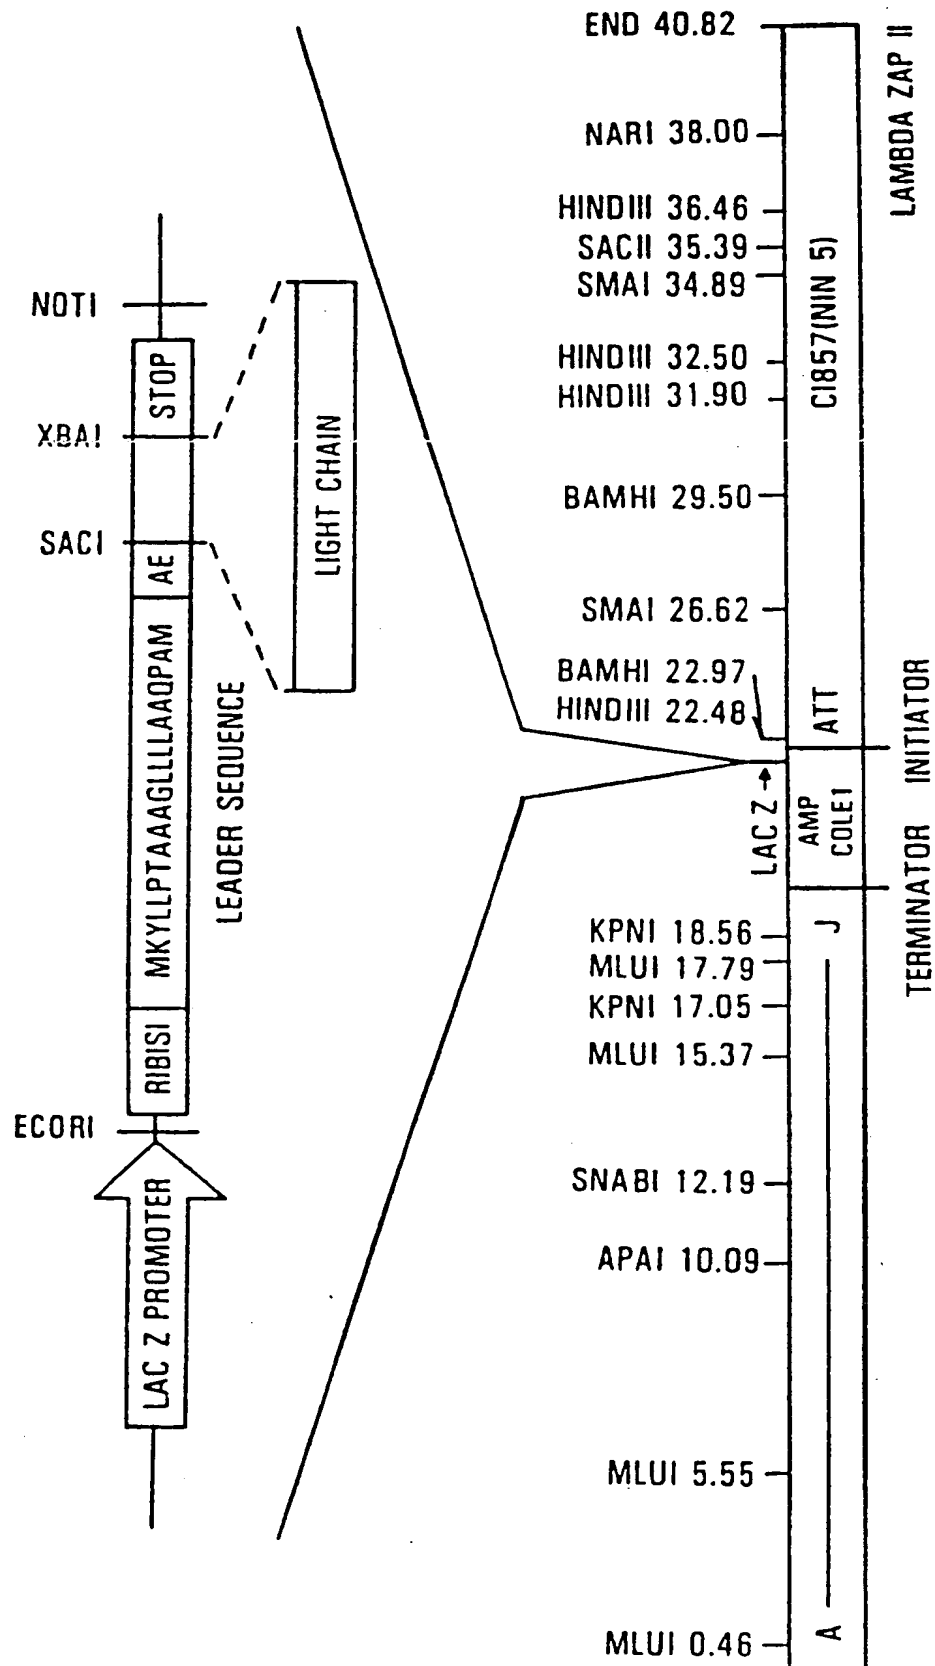 NOTI
XBAI
SACI
ECORI
STOP
AE
MKYLLPTAAAGLLLLAAQPAM
RIBISI
LAC Z PROMOTER
LEADER SEQUENCE
LIGHT CHAIN
END 40.82
NARI 38.00
HINDIII 36.46
SACII 35.39
SMAI 34.89
HINDIII 32.50
HINDIII 31.90
BAMHI 29.50
SMAI 26.62
BAMHI 22.97
HINDIII 22.48
LAC Z
KPNI 18.56
MLUI 17.79
KPNI 17.05
MLUI 15.37
SNABI 12.19
APAI 10.09
MLUI 5.55
MLUI 0.46
CI857(NIN 5)
ATT
AMP
COLE1
J
A
LAMBDA ZAP II
INITIATOR
TERMINATOR